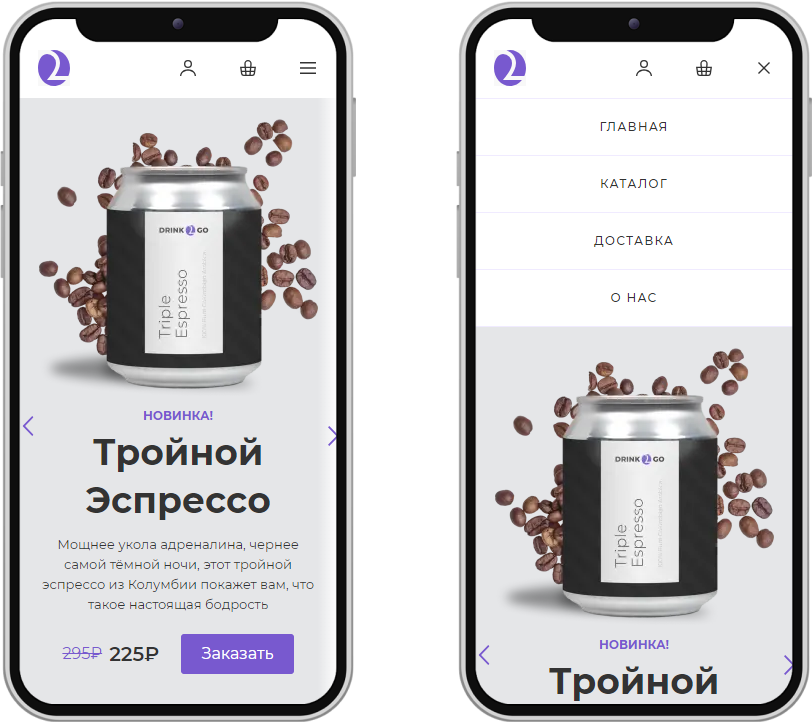 2
DRINK 2 GO
Triple
Espresso
НОВИНКА!
Тройной
Эспрессо
Мощнее укола адреналина, чернее
самой тёмной ночи, этот тройной
эспрессо из Колумбии покажет вам, что
такое настоящая бодрость
295₽ 225₽ Заказать
2
ГЛАВНАЯ
КАТАЛОГ
ДОСТАВКА
О НАС
DRINK 2 GO
Triple
Espresso
НОВИНКА!
Тройной